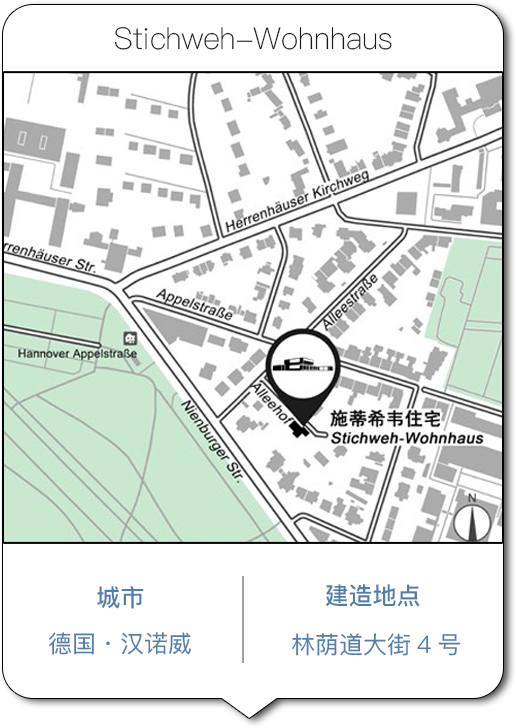 Stichweh-Wohnhaus
Herrenhäuser Kirchweg
rrenhäuser Str.
Appelstraße
Alleestraße
Hannover Appelstraße
Alleehof
施蒂希韦住宅
Stichweh-Wohnhaus
Nienburger Str.
N
城市
建造地点
德国·汉诺威
林荫道大街 4 号